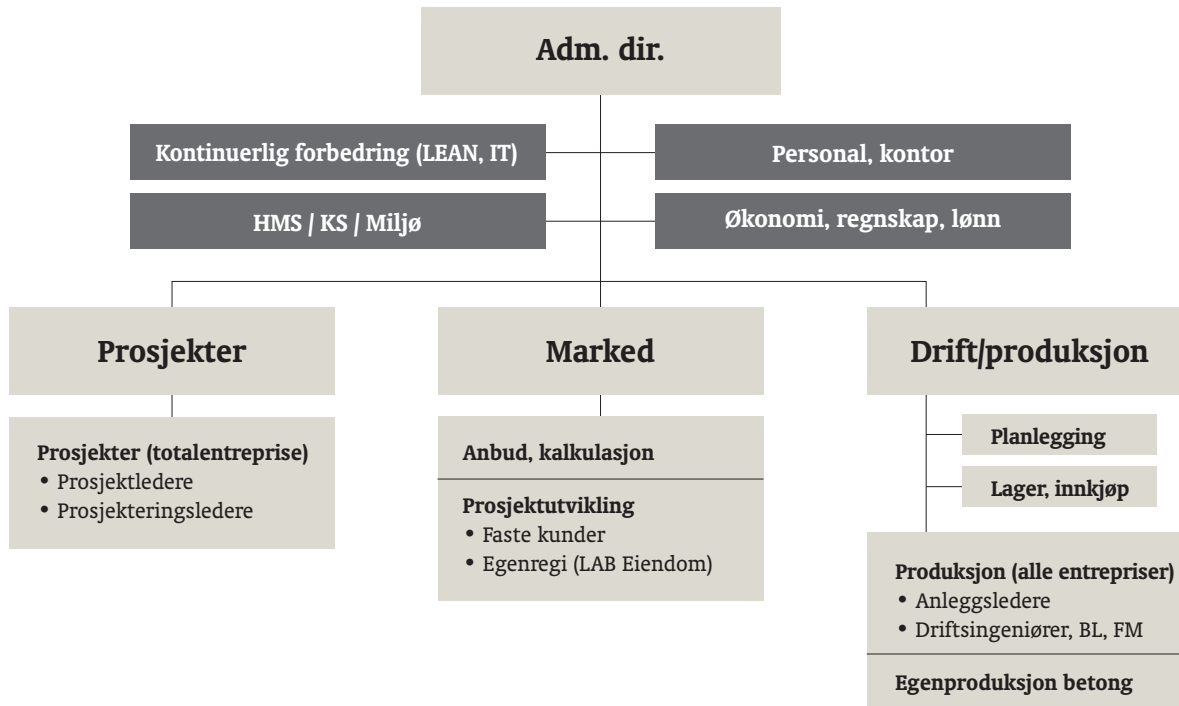 Adm. dir.
Kontinuerlig forbedring (LEAN, IT)
Personal, kontor
HMS / KS / Miljø
Økonomi, regnskap, lønn
Prosjekter
Marked
Drift/produksjon
Prosjekter (totalentreprise)
• Prosjektledere
• Prosjekteringsledere
Anbud, kalkulasjon
Prosjektutvikling
• Faste kunder
• Egenregi (LAB Eiendom)
Planlegging
Lager, innkjøp
Produksjon (alle entrepriser)
• Anleggsledere
• Driftsingeniører, BL, FM
Egenproduksjon betong